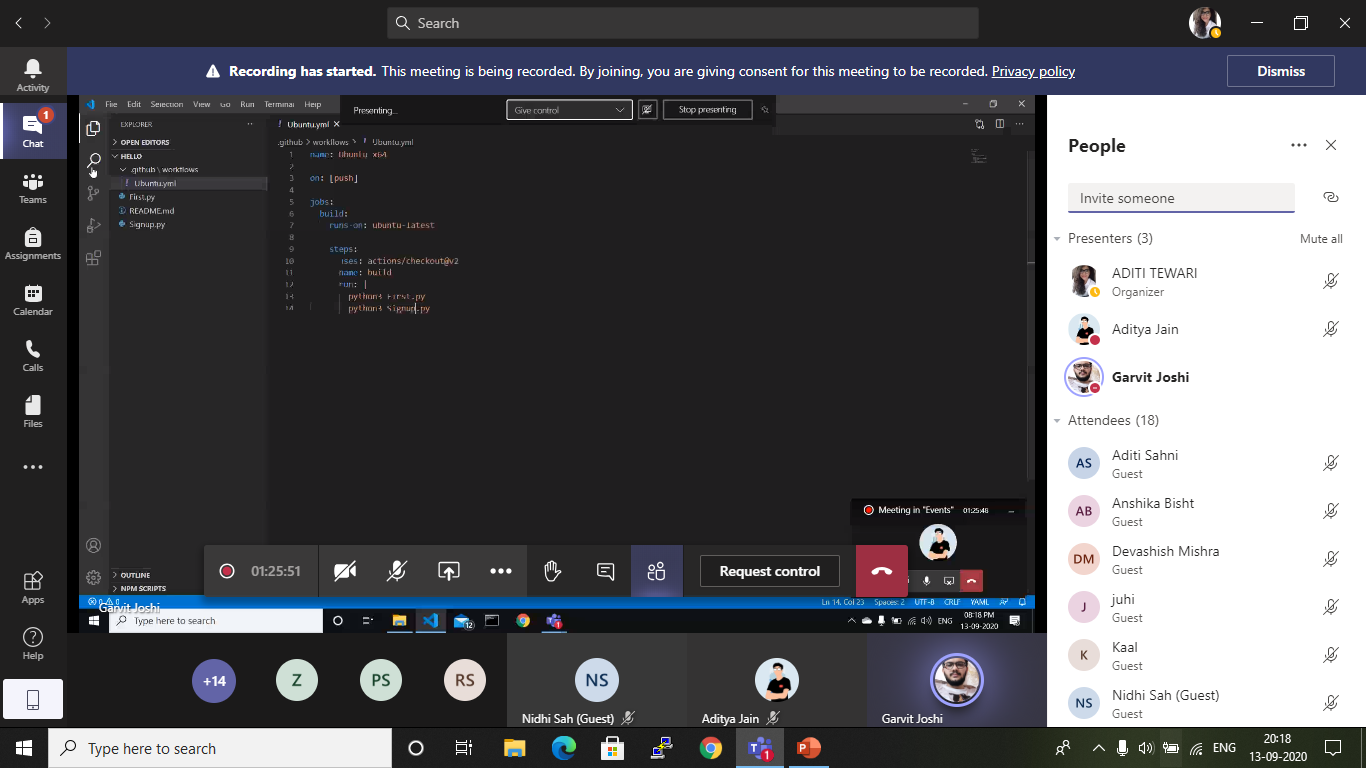 Search
Activity
Recording has started. This meeting is being recorded. By joining, you are giving consent for this meeting to be recorded. Privacy policy
Dismiss
1
Chat
Teams
Assignments
Calendar
Calls
Files
Apps
Help
File Edit Selection View Go Run Terminal Help
Presenting...
Give control
Stop presenting
EXPLORER
OPEN EDITORS
HELLO
.github \ workflows
! Ubuntu.yml
First.py
README.md
Signup.py
OUTLINE
NPM SCRIPTS
! Ubuntu.yml
.github > workflows > ! Ubuntu.yml
1 name: Ubuntu x64
2
3 on: [push]
4
5 jobs:
6 build:
7 runs-on: ubuntu-latest
8
9 steps:
10 uses: actions/checkout@v2
11 name: build
12 run: |
13 python3 First.py
14 python3 Signup.py
Meeting in "Events" 01:25:46
01:25:51
Request control
0 0
Ln 14, Col 23 Spaces: 2 UTF-8 CRLF YAML
Garvit Joshi
Type here to search
12
1
ENG
08:18 PM
13-09-2020
+14
Z
PS
RS
NS
Nidhi Sah (Guest)
Aditya Jain
Garvit Joshi
People
Invite someone
Presenters (3)
Mute all
ADITI TEWARI
Organizer
Aditya Jain
Garvit Joshi
Attendees (18)
AS
Aditi Sahni
Guest
AB
Anshika Bisht
Guest
DM
Devashish Mishra
Guest
J
juhi
Guest
K
Kaal
Guest
NS
Nidhi Sah (Guest)
Guest
Type here to search
1
ENG
20:18
13-09-2020